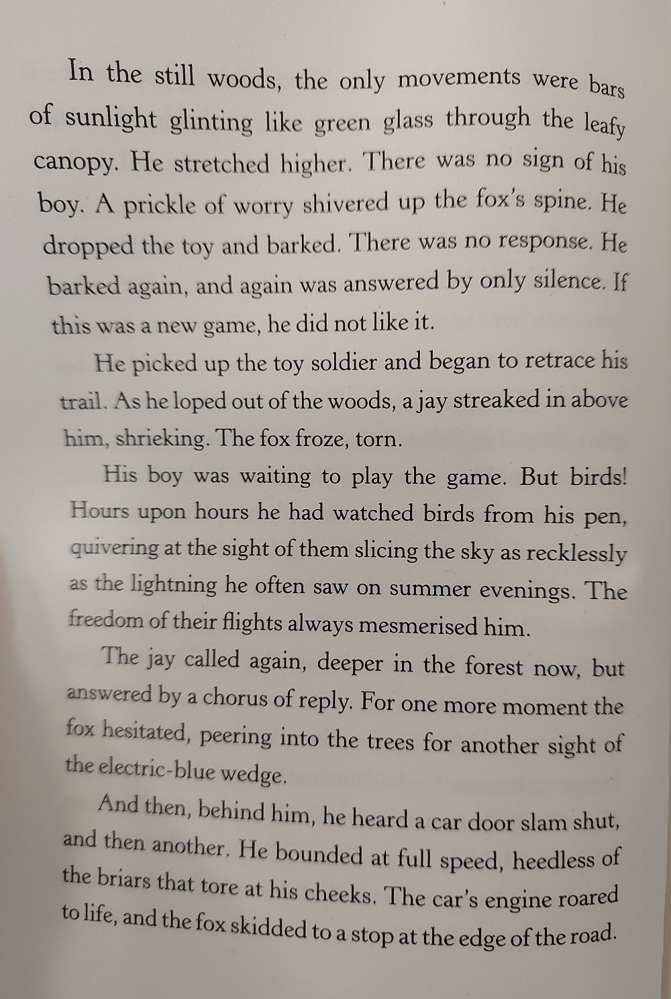 In the still woods, the only movements were bars
of sunlight glinting like green glass through the leafy
canopy. He stretched higher. There was no sign of his
boy. A prickle of worry shivered up the fox's spine. He
dropped the toy and barked. There was no response. He
barked again, and again was answered by only silence. If
this was a new game, he did not like it.
He picked up the toy soldier and began to retrace his
trail. As he loped out of the woods, a jay streaked in above
him, shrieking. The fox froze, torn.
His boy was waiting to play the game. But birds!
Hours upon hours he had watched birds from his pen,
quivering at the sight of them slicing the sky as recklessly
as the lightning he often saw on summer evenings. The
freedom of their flights always mesmerised him.
The jay called again, deeper in the forest now, but
answered by a chorus of reply. For one more moment the
fox hesitated, peering into the trees for another sight of
the electric-blue wedge.
And then, behind him, he heard a car door slam shut,
and then another. He bounded at full speed, heedless of
the briars that tore at his cheeks. The car's engine roared
to life, and the fox skidded to a stop at the edge of the road.